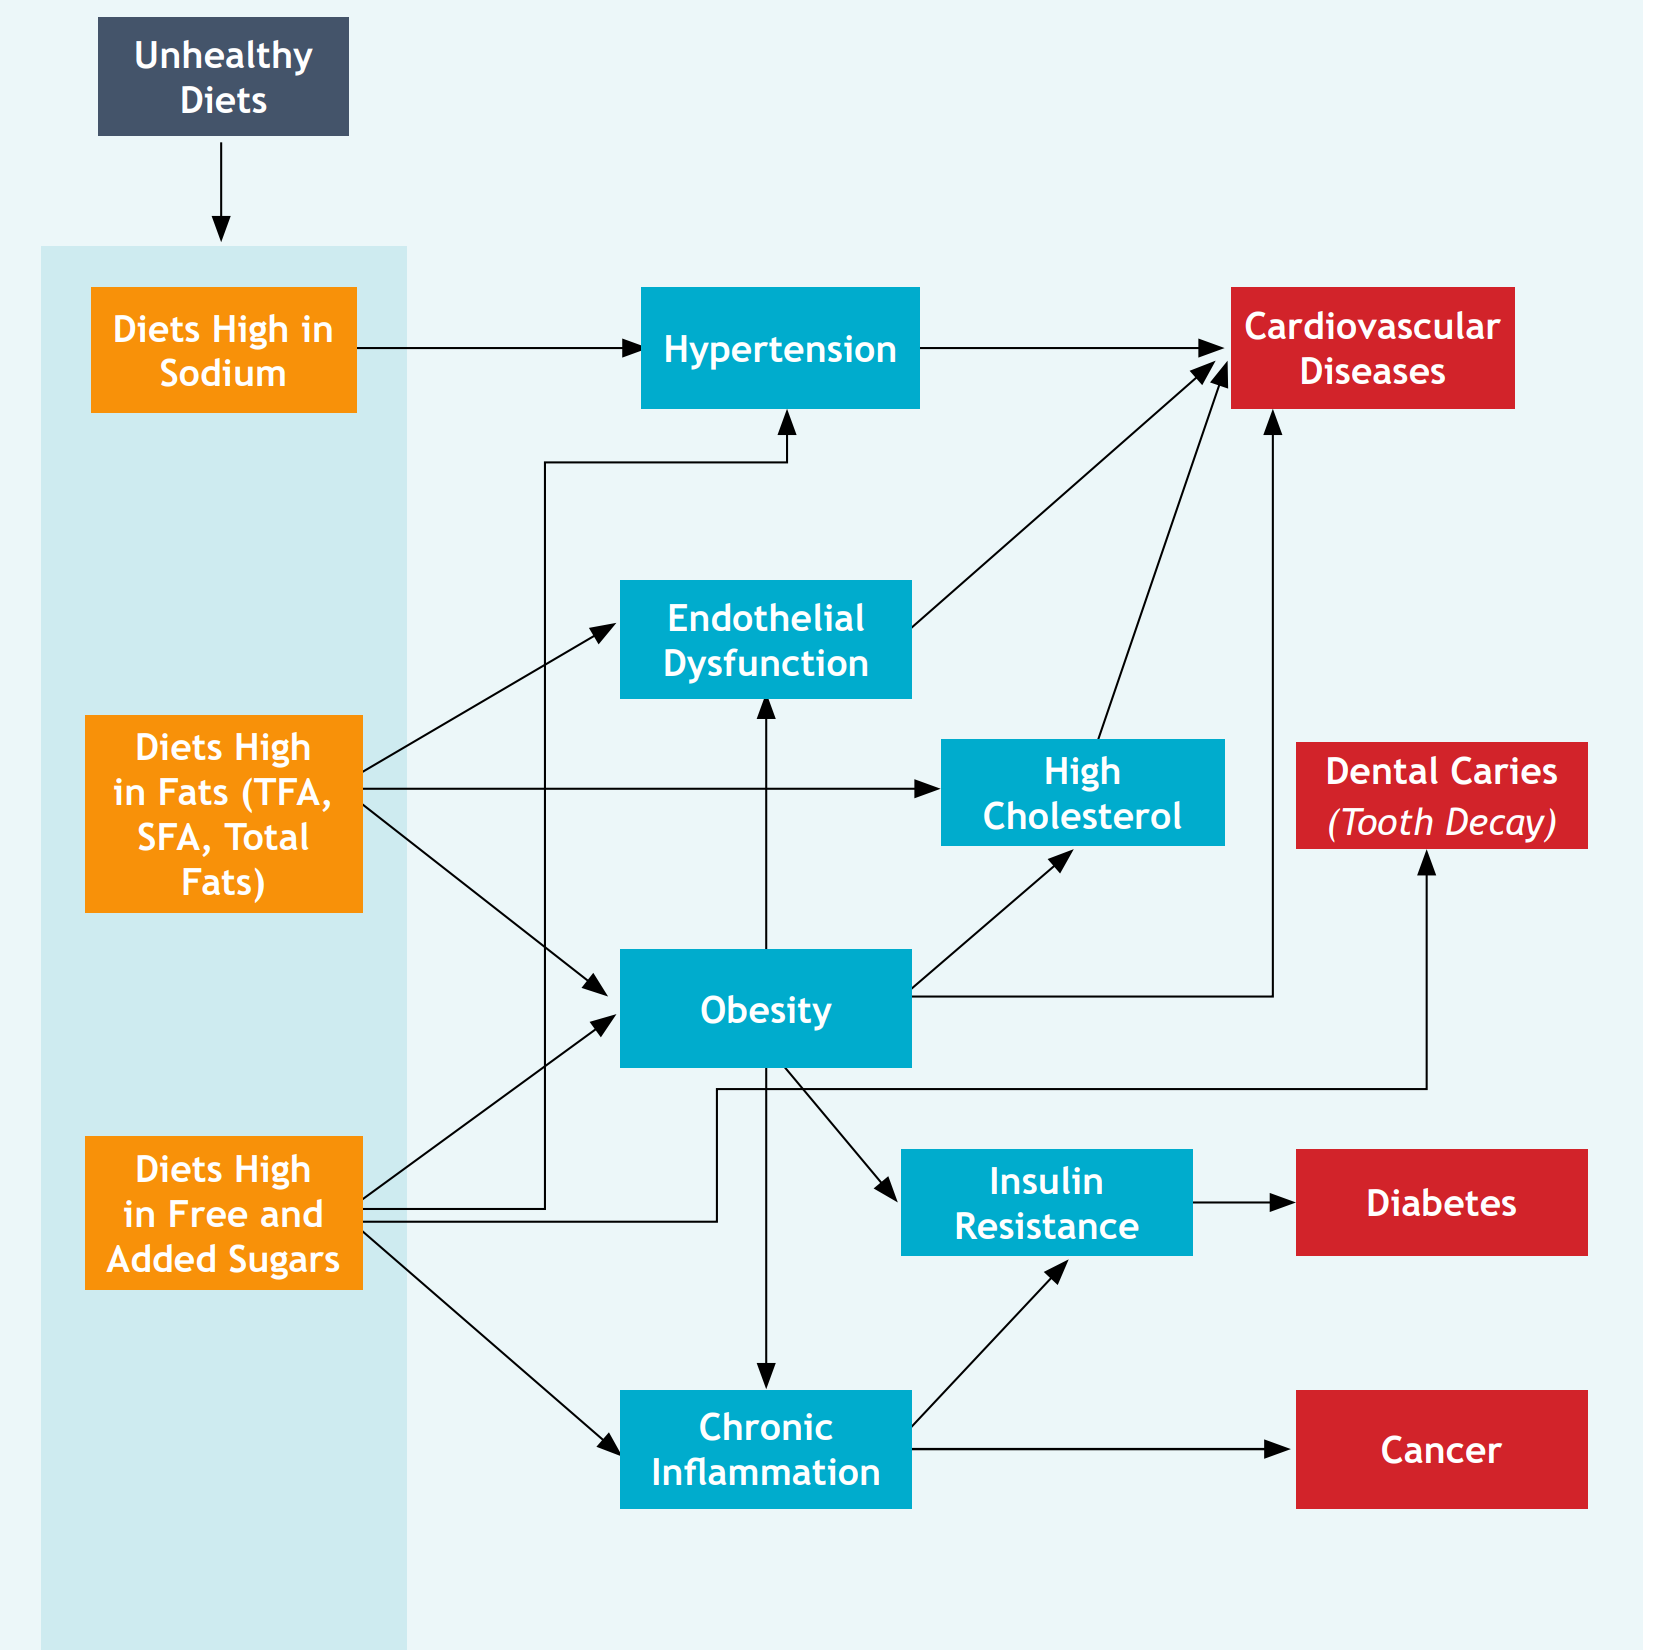 Unhealthy
Diets
Diets High in
Sodium
Hypertension
Cardiovascular
Diseases
Endothelial
Dysfunction
Diets High
in Fats (TFA,
SFA, Total
Fats)
High
Cholesterol
Dental Caries
(Tooth Decay)
Obesity
Diets High
in Free and
Added Sugars
Insulin
Resistance
Diabetes
Chronic
Inflammation
Cancer